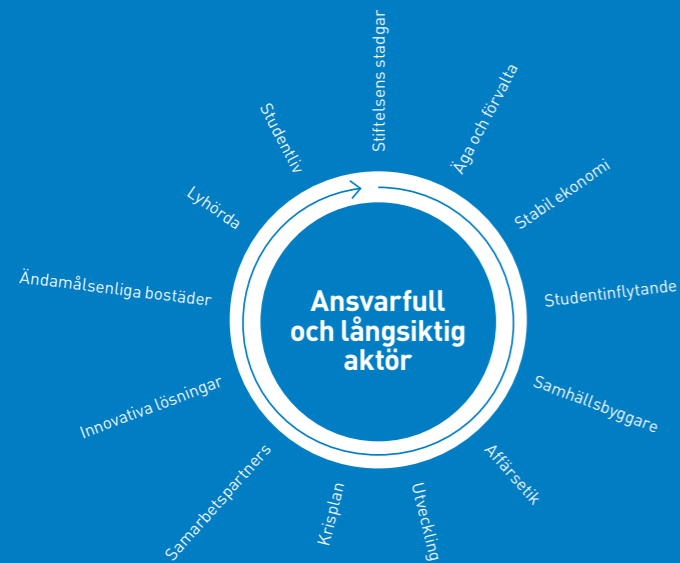 Stiftelsens stadgar
Äga och förvalta
Stabil ekonomi
Studentinflytande
Samhällsbyggare
Affärsetik
Utveckling
Krisplan
Samarbetspartners
Innovativa lösningar
Ändamålsenliga bostäder
Lyhörda
Studentliv
Ansvarfull
och långsiktig
aktör